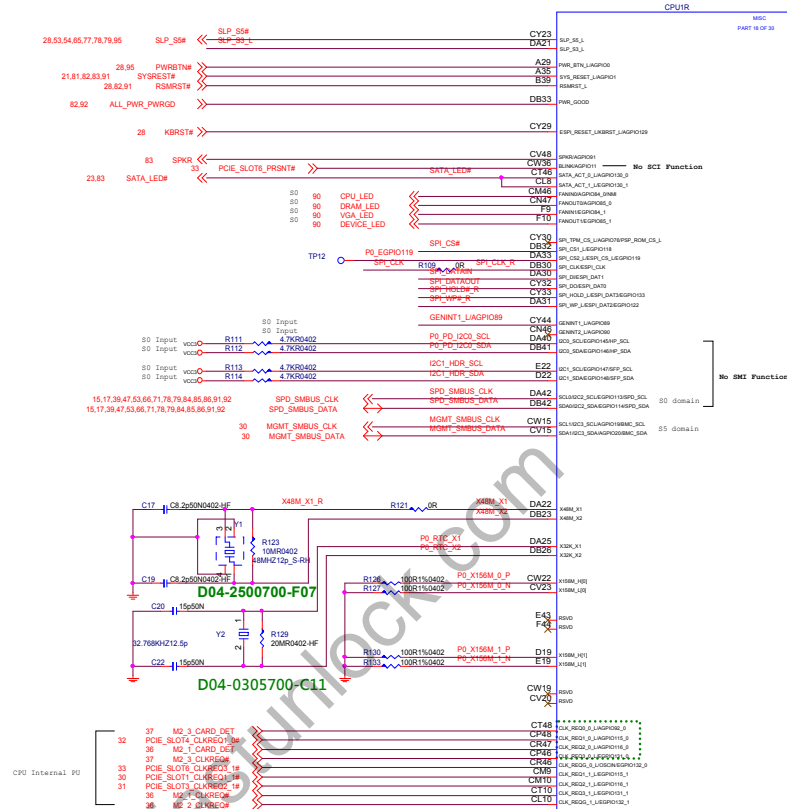 CPU1R
MISC
PART 18 OF 30
28,53,54,65,77,78,79,95 SLP_S5# SLP_S5# CY23 SLP_S5_L
SLP_S3_L DA21 SLP_S3_L
28,95 PWRBTN# A29 PWR_BTN_L/AGPIO0
21,81,82,83,91 SYSREST# A35 SYS_RESET_L/AGPIO1
28,82,91 RSMRST# B39 RSMRST_L
82,92 ALL_PWR_PWRGD DB33 PWR_GOOD
28 KBRST# CY29 ESPI_RESET_L/KBRST_L/AGPIO129
83 SPKR CV48 SPKR/AGPIO91
33 PCIE_SLOT6_PRSNT# CW36 BLINK/AGPIO11 No SCI Function
23,83 SATA_LED# SATA_LED# CT46 SATA_ACT_0_L/AGPIO130_0
CL8 SATA_ACT_1_L/EGPIO130_1
S0 90 CPU_LED CM46 FANIN0/AGPIO84_0/NMI
S0 90 DRAM_LED CN47 FANOUT0/AGPIO85_0
S0 90 VGA_LED F9 FANIN1/EGPIO84_1
S0 90 DEVICE_LED F10 FANOUT1/EGPIO85_1
CY30 SPI_TPM_CS_L/AGPIO76/PSP_ROM_CS_L
SPI_CS# DB32 SPI_CS1_L/EGPIO118
TP12 P0_EGPIO119 DA33 SPI_CS2_L/ESPI_CS_L/EGPIO119
SPI_CLK R109 0R SPI_CLK_R DB30 SPI_CLK/ESPI_CLK
SPI_DATAIN DA30 SPI_DI/ESPI_DAT1
SPI_DATAOUT CY32 SPI_DO/ESPI_DAT0
SPI_HOLD#_R CY33 SPI_HOLD_L/ESPI_DAT3/EGPIO133
SPI_WP#_R DA31 SPI_WP_L/ESPI_DAT2/EGPIO122
GENINT1_L/AGPIO89 CY44 GENINT1_L/AGPIO89
S0 Input
S0 Input CN46 GENINT2_L/AGPIO90
S0 Input VCC3 R111 4.7KR0402 P0_PD_I2C0_SCL DA40 I2C0_SCL/EGPIO145/HP_SCL
S0 Input VCC3 R112 4.7KR0402 P0_PD_I2C0_SDA DB41 I2C0_SDA/EGPIO146/HP_SDA
S0 Input VCC3 R113 4.7KR0402 I2C1_HDR_SCL E22 I2C1_SCL/EGPIO147/SFP_SCL
S0 Input VCC3 R114 4.7KR0402 I2C1_HDR_SDA D22 I2C1_SDA/EGPIO148/SFP_SDA
No SMI Function
15,17,39,47,53,66,71,78,79,84,85,86,91,92 SPD_SMBUS_CLK SPD_SMBUS_CLK DA42 SCL0/I2C2_SCL/EGPIO113/SPD_SCL
15,17,39,47,53,66,71,78,79,84,85,86,91,92 SPD_SMBUS_DATA SPD_SMBUS_DATA DB42 SDA0/I2C2_SDA/EGPIO114/SPD_SDA S0 domain
30 MGMT_SMBUS_CLK MGMT_SMBUS_CLK CW15 SCL1/I2C3_SCL/AGPIO19/BMC_SCL
30 MGMT_SMBUS_DATA MGMT_SMBUS_DATA CV15 SDA1/I2C3_SDA/AGPIO20/BMC_SDA S5 domain
C17 C8.2p50N0402-HF X48M_X1_R R121 0R X48M_X1 DA22 X48M_X1
X48M_X2 DB23 X48M_X2
Y1
3 2
R123
10MR0402
48MHZ12p_S-RH
4 1
P0_RTC_X1 DA25 X32K_X1
P0_RTC_X2 DB26 X32K_X2
C19 C8.2p50N0402-HF
D04-2500700-F07
R126 100R1%0402 P0_X156M_0_P CW22 X156M_H[0]
R127 100R1%0402 P0_X156M_0_N CV23 X156M_L[0]
C20 15p50N
E43 RSVD
F44 RSVD
32.768KHZ12.5p
Y2 1 2
R129
20MR0402-HF
C22 15p50N
R130 100R1%0402 P0_X156M_1_P D19 X156M_H[1]
R133 100R1%0402 P0_X156M_1_N E19 X156M_L[1]
D04-0305700-C11
CW19 RSVD
CV20 RSVD
37 M2_3_CARD_DET CT48 CLK_REQ0_0_L/AGPIO92_0
32 PCIE_SLOT4_CLKREQ1_0# CP48 CLK_REQ1_0_L/AGPIO115_0
36 M2_1_CARD_DET CR47 CLK_REQ2_0_L/AGPIO116_0
37 M2_3_CLKREQ# CP46 CLK_REQ3_0_L/AGPIO131_0
33 PCIE_SLOT6_CLKREQ3_1# CR46 CLK_REQG_0_L/OSCIN/EGPIO132_0
30 PCIE_SLOT1_CLKREQ1_1# CM9 CLK_REQ1_1_L/EGPIO115_1
CPU Internal PU
31 PCIE_SLOT3_CLKREQ2_1# CM10 CLK_REQ2_1_L/EGPIO116_1
36 M2_1_CLKREQ# CT10 CLK_REQ3_1_L/EGPIO131_1
36 M2_2_CLKREQ# CL10 CLK_REQG_1_L/EGPIO132_1